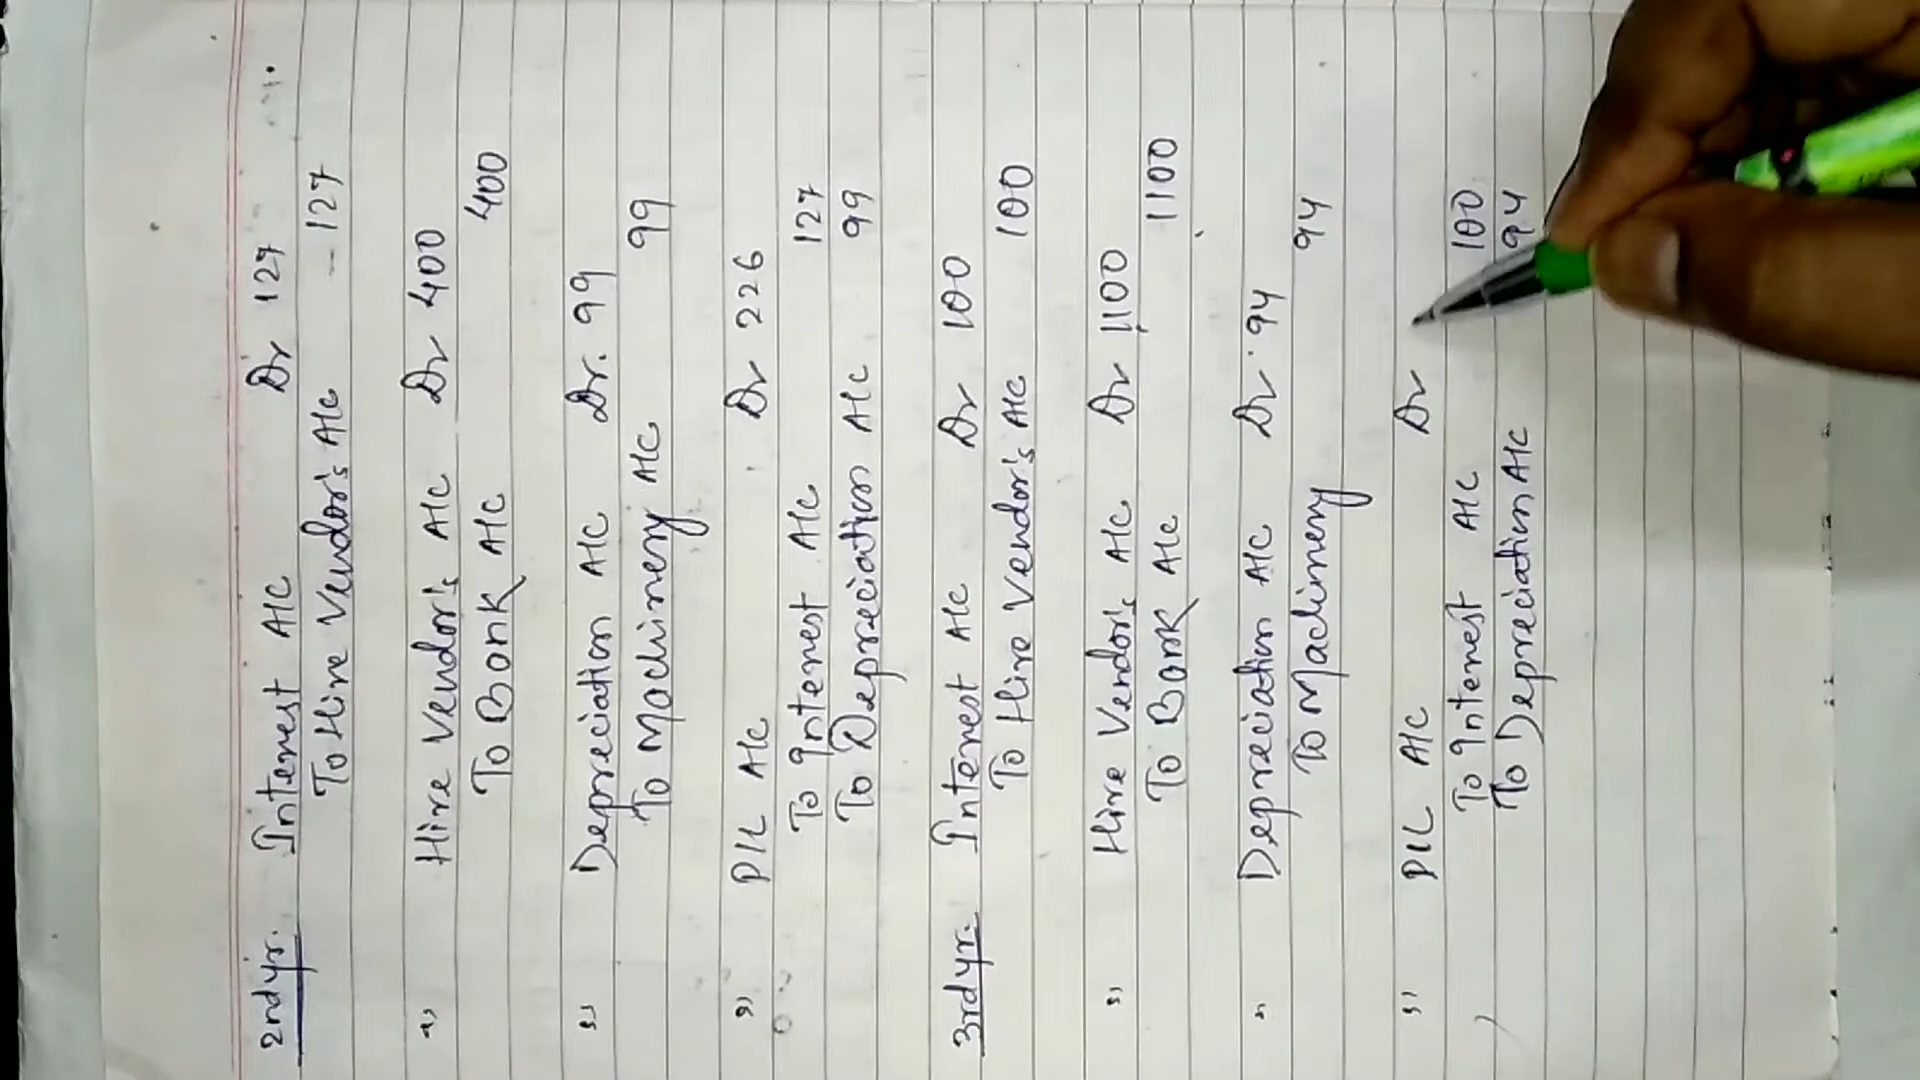 2nd yr. Interest A/c Dr 127
To Hire Vendor's A/c 127
" Hire Vendor's A/c Dr 400
To Bank A/c 400
" Depreciation A/c Dr. 99
To Machinery A/c 99
" P/L A/c Dr 226
To Interest A/c 127
To Depreciation A/c 99
3rd yr. Interest A/c Dr 100
To Hire Vendor's A/c 100
" Hire Vendor's A/c Dr 1100
To Bank A/c 1100
" Depreciation A/c Dr 94
To Machinery 94
" P/L A/c Dr
To Interest A/c 100
To Depreciation A/c 94